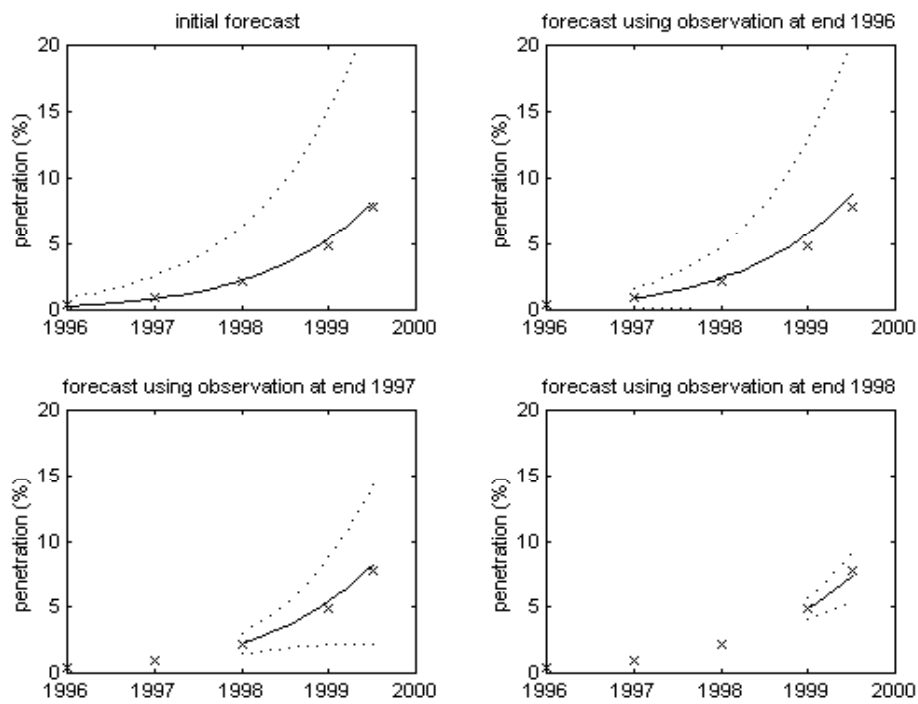 initial forecast
20
15
10
5
0
penetration (%)
1996 1997 1998 1999 2000
forecast using observation at end 1996
20
15
10
5
0
penetration (%)
1996 1997 1998 1999 2000
forecast using observation at end 1997
20
15
10
5
0
penetration (%)
1996 1997 1998 1999 2000
forecast using observation at end 1998
20
15
10
5
0
penetration (%)
1996 1997 1998 1999 2000